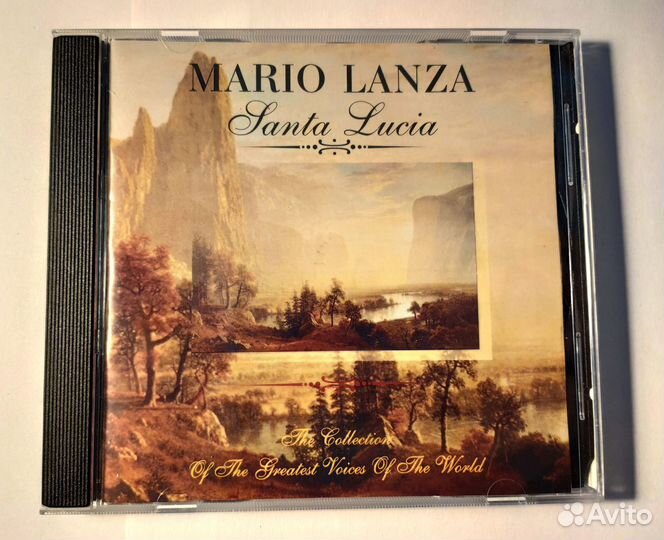 MARIO LANZA
Santa Lucia
The Collection
Of The Greatest Voices Of The World
Avito